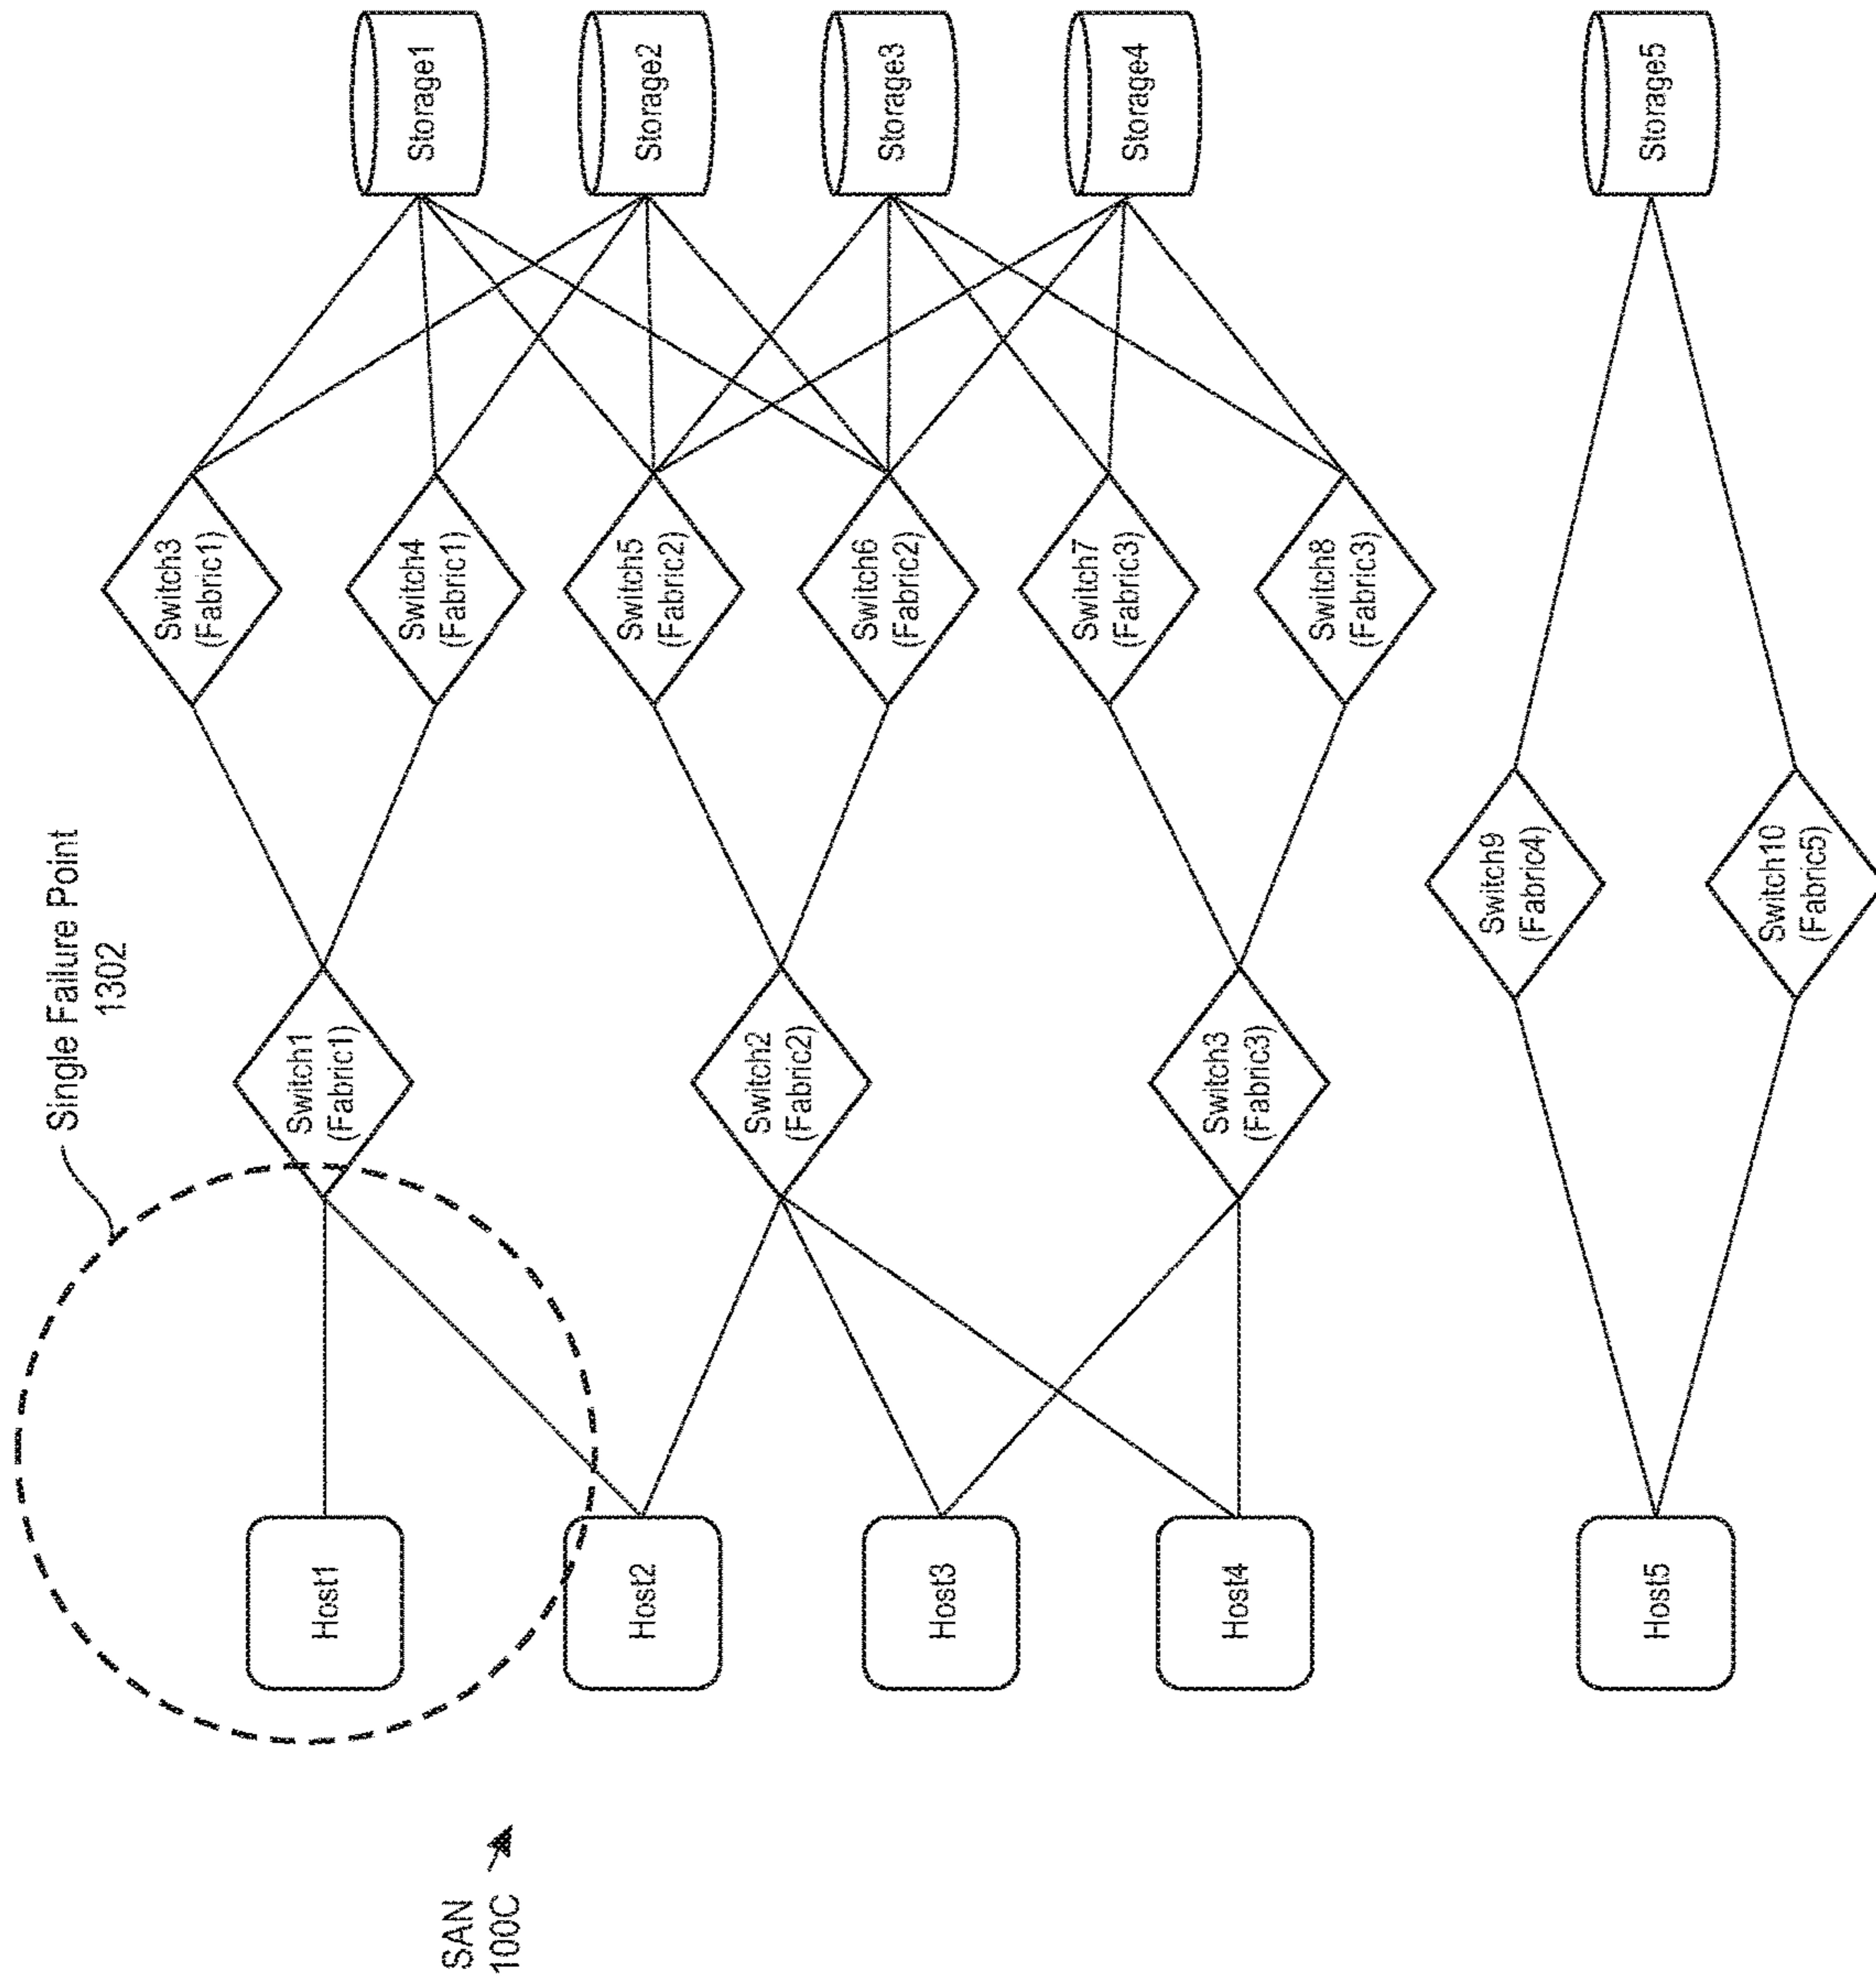 Single Failure Point
1302
SAN
100C
Host1
Host2
Host3
Host4
Host5
Switch1
(Fabric1)
Switch2
(Fabric2)
Switch3
(Fabric3)
Switch3
(Fabric1)
Switch4
(Fabric1)
Switch5
(Fabric2)
Switch6
(Fabric2)
Switch7
(Fabric3)
Switch8
(Fabric3)
Switch9
(Fabric4)
Switch10
(Fabric5)
Storage1
Storage2
Storage3
Storage4
Storage5